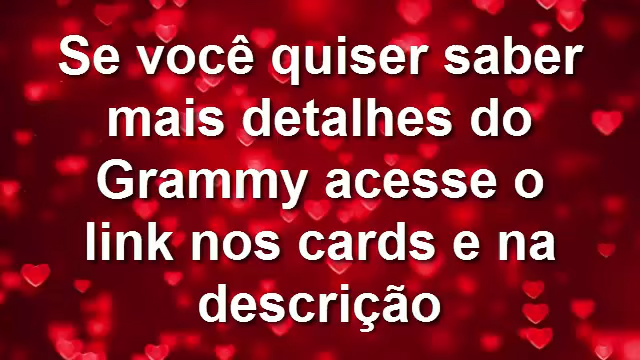 Se você quiser saber
mais detalhes do
Grammy acesse o
link nos cards e na
descrição